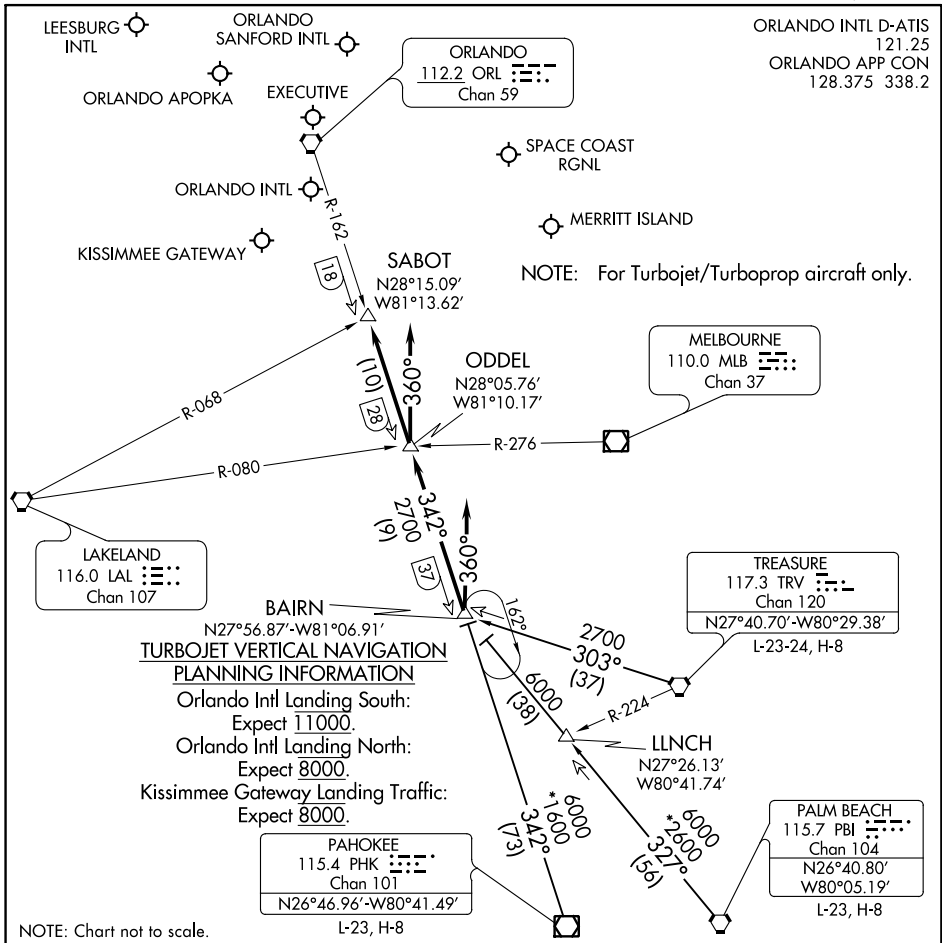 LEESBURG
INTL
ORLANDO
SANFORD INTL
ORLANDO INTL D-ATIS
121.25
ORLANDO APP CON
128.375 338.2
ORLANDO
112.2 ORL
Chan 59
ORLANDO APOPKA
EXECUTIVE
SPACE COAST
RGNL
ORLANDO INTL
R-162
MERRITT ISLAND
KISSIMMEE GATEWAY
SABOT
N28°15.09'
W81°13.62'
18
NOTE: For Turbojet/Turboprop aircraft only.
MELBOURNE
110.0 MLB
Chan 37
ODDEL
N28°05.76'
W81°10.17'
(10)
360°
28
R-068
R-276
R-080
342°
2700
(9)
LAKELAND
116.0 LAL
Chan 107
37
360°
TREASURE
117.3 TRV
Chan 120
N27°40.70'-W80°29.38'
L-23-24, H-8
BAIRN
N27°56.87'-W81°06.91'
162°
2700
303°
(37)
TURBOJET VERTICAL NAVIGATION
PLANNING INFORMATION
Orlando Intl Landing South:
Expect 11000.
Orlando Intl Landing North:
Expect 8000.
Kissimmee Gateway Landing Traffic:
Expect 8000.
6000
(38)
R-224
LLNCH
N27°26.13'
W80°41.74'
6000
*1600
342°
(73)
6000
*2600
327°
(56)
PALM BEACH
115.7 PBI
Chan 104
N26°40.80'
W80°05.19'
L-23, H-8
PAHOKEE
115.4 PHK
Chan 101
N26°46.96'-W80°41.49'
L-23, H-8
NOTE: Chart not to scale.